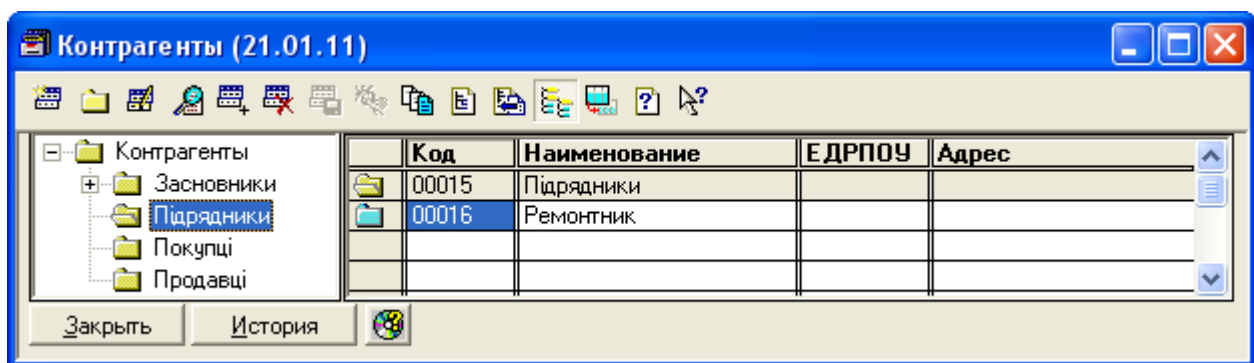 Контрагенты (21.01.11)
Контрагенты
Засновники
Підрядники
Покупці
Продавці
Код Наименование ЕДРПОУ Адрес
00015 Підрядники
00016 Ремонтник
Закрыть История